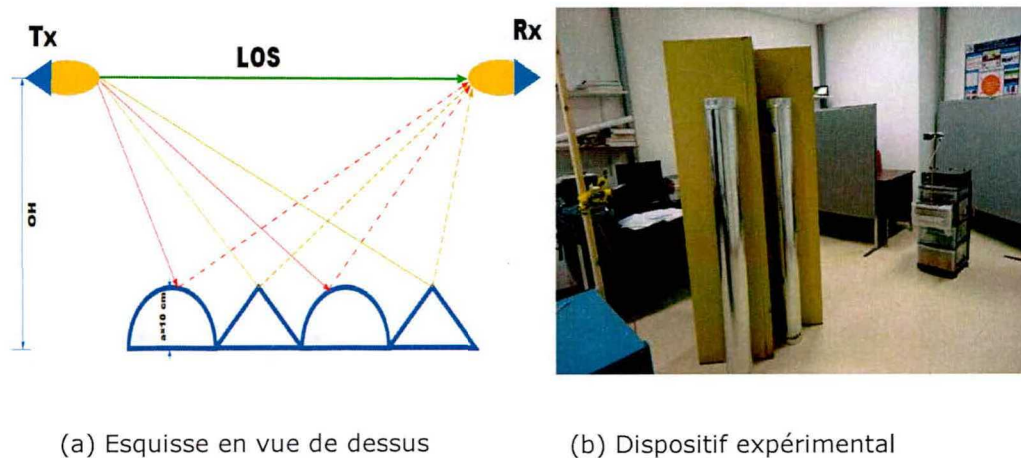 Tx
Rx
LOS
OH
a=10 cm
(a) Esquisse en vue de dessus
(b) Dispositif expérimental